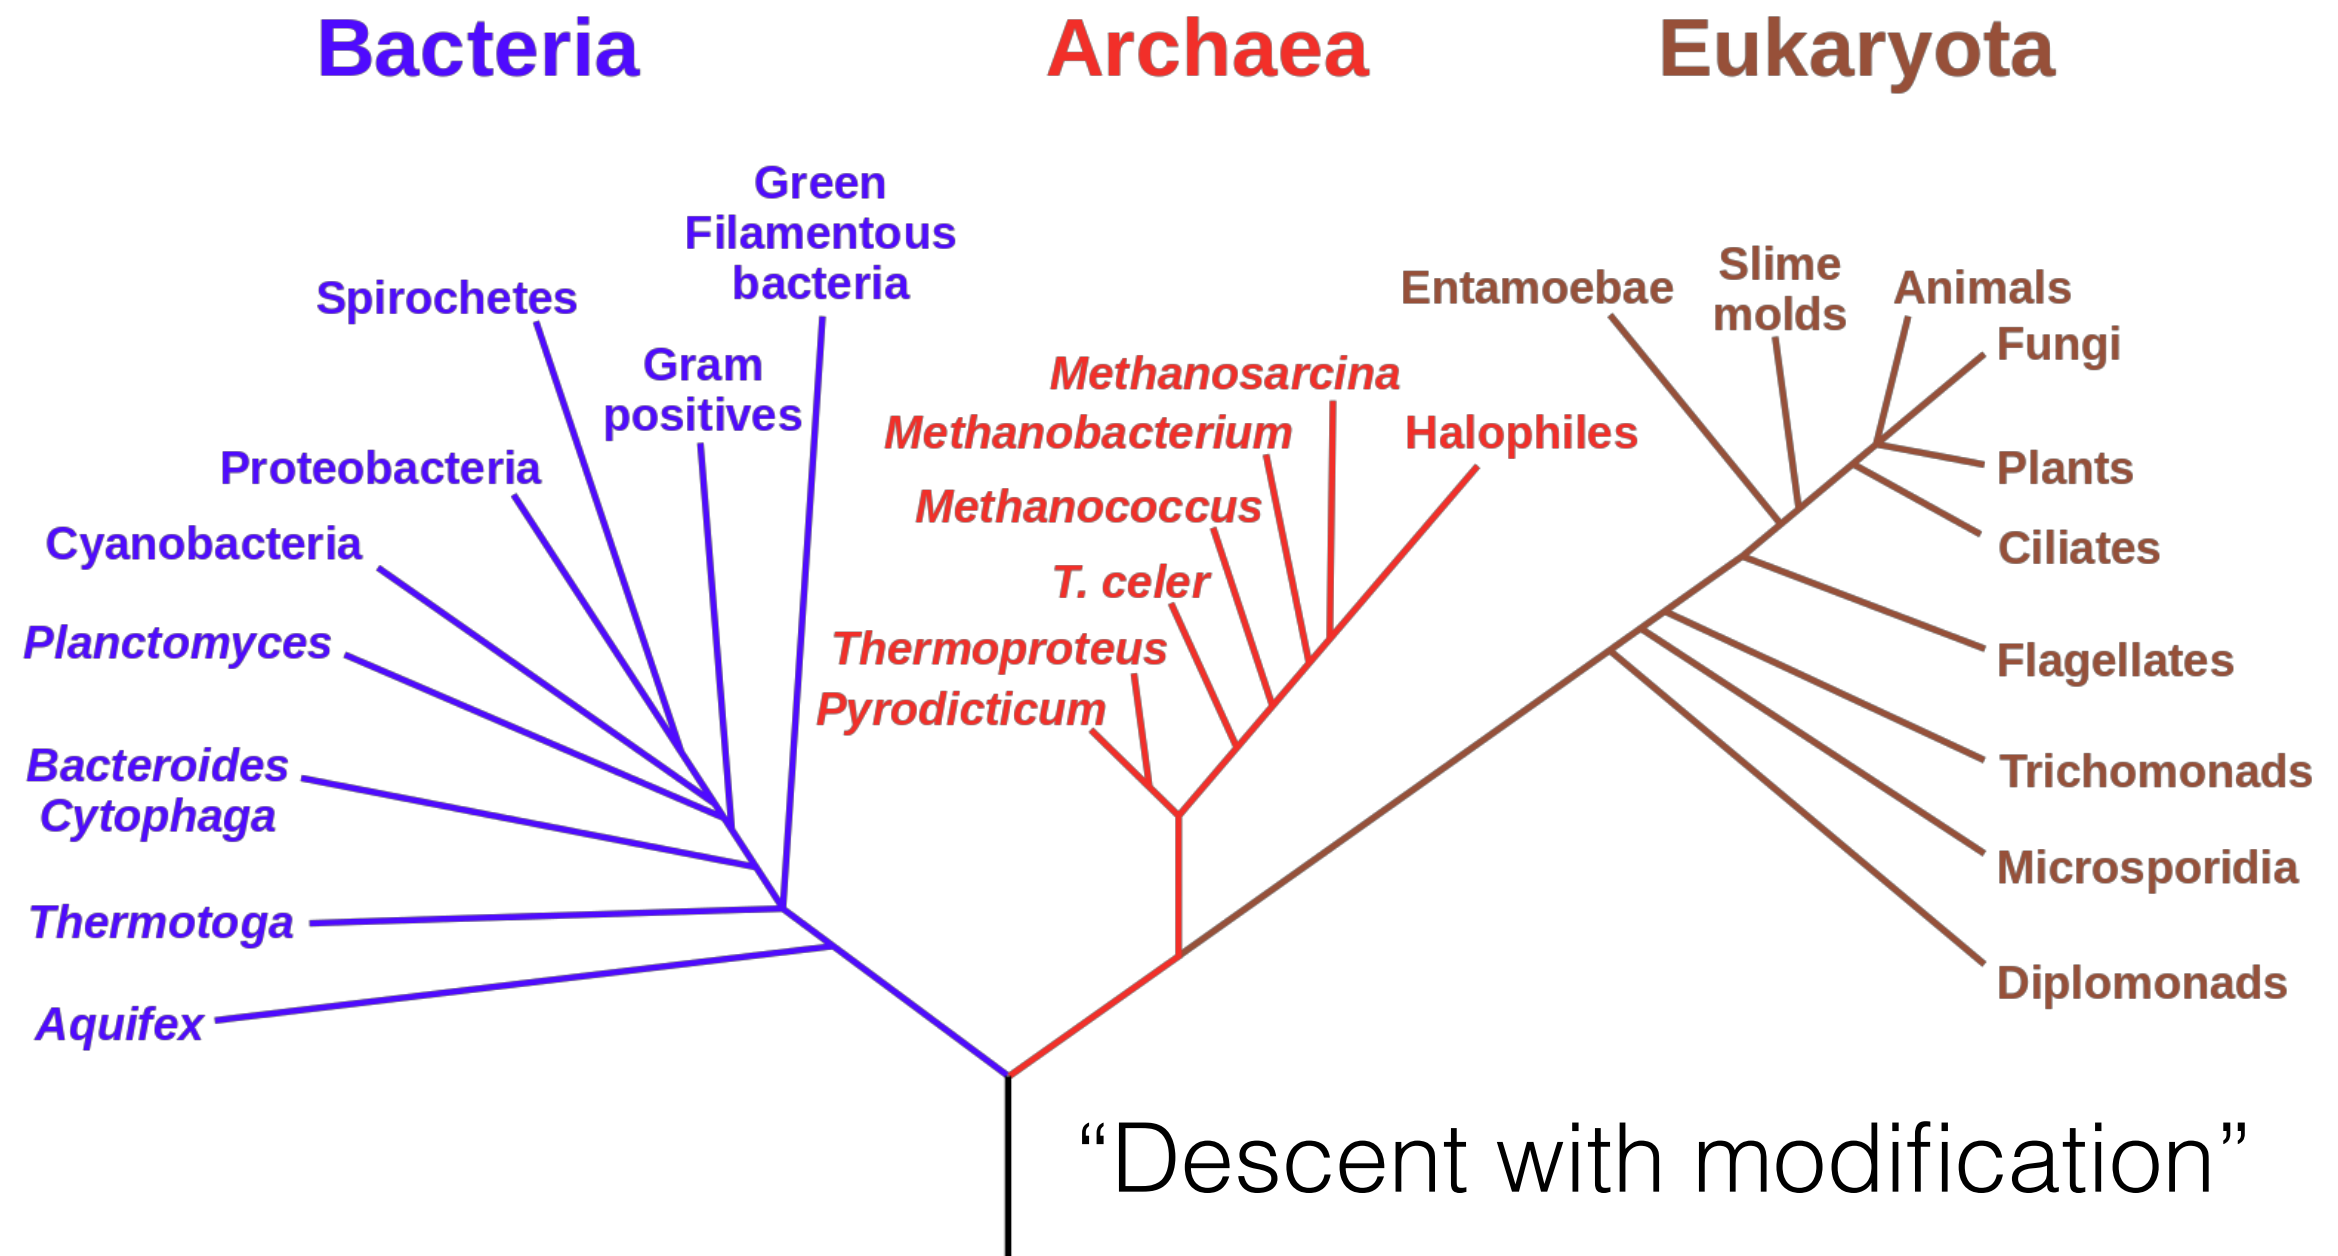 Bacteria
Archaea
Eukaryota
Green
Filamentous
bacteria
Spirochetes
Gram
positives
Proteobacteria
Cyanobacteria
Planctomyces
Bacteroides
Cytophaga
Thermotoga
Aquifex
Methanosarcina
Methanobacterium
Halophiles
Methanococcus
T. celer
Thermoproteus
Pyrodicticum
Entamoebae
Slime
molds
Animals
Fungi
Plants
Ciliates
Flagellates
Trichomonads
Microsporidia
Diplomonads
“Descent with modification”